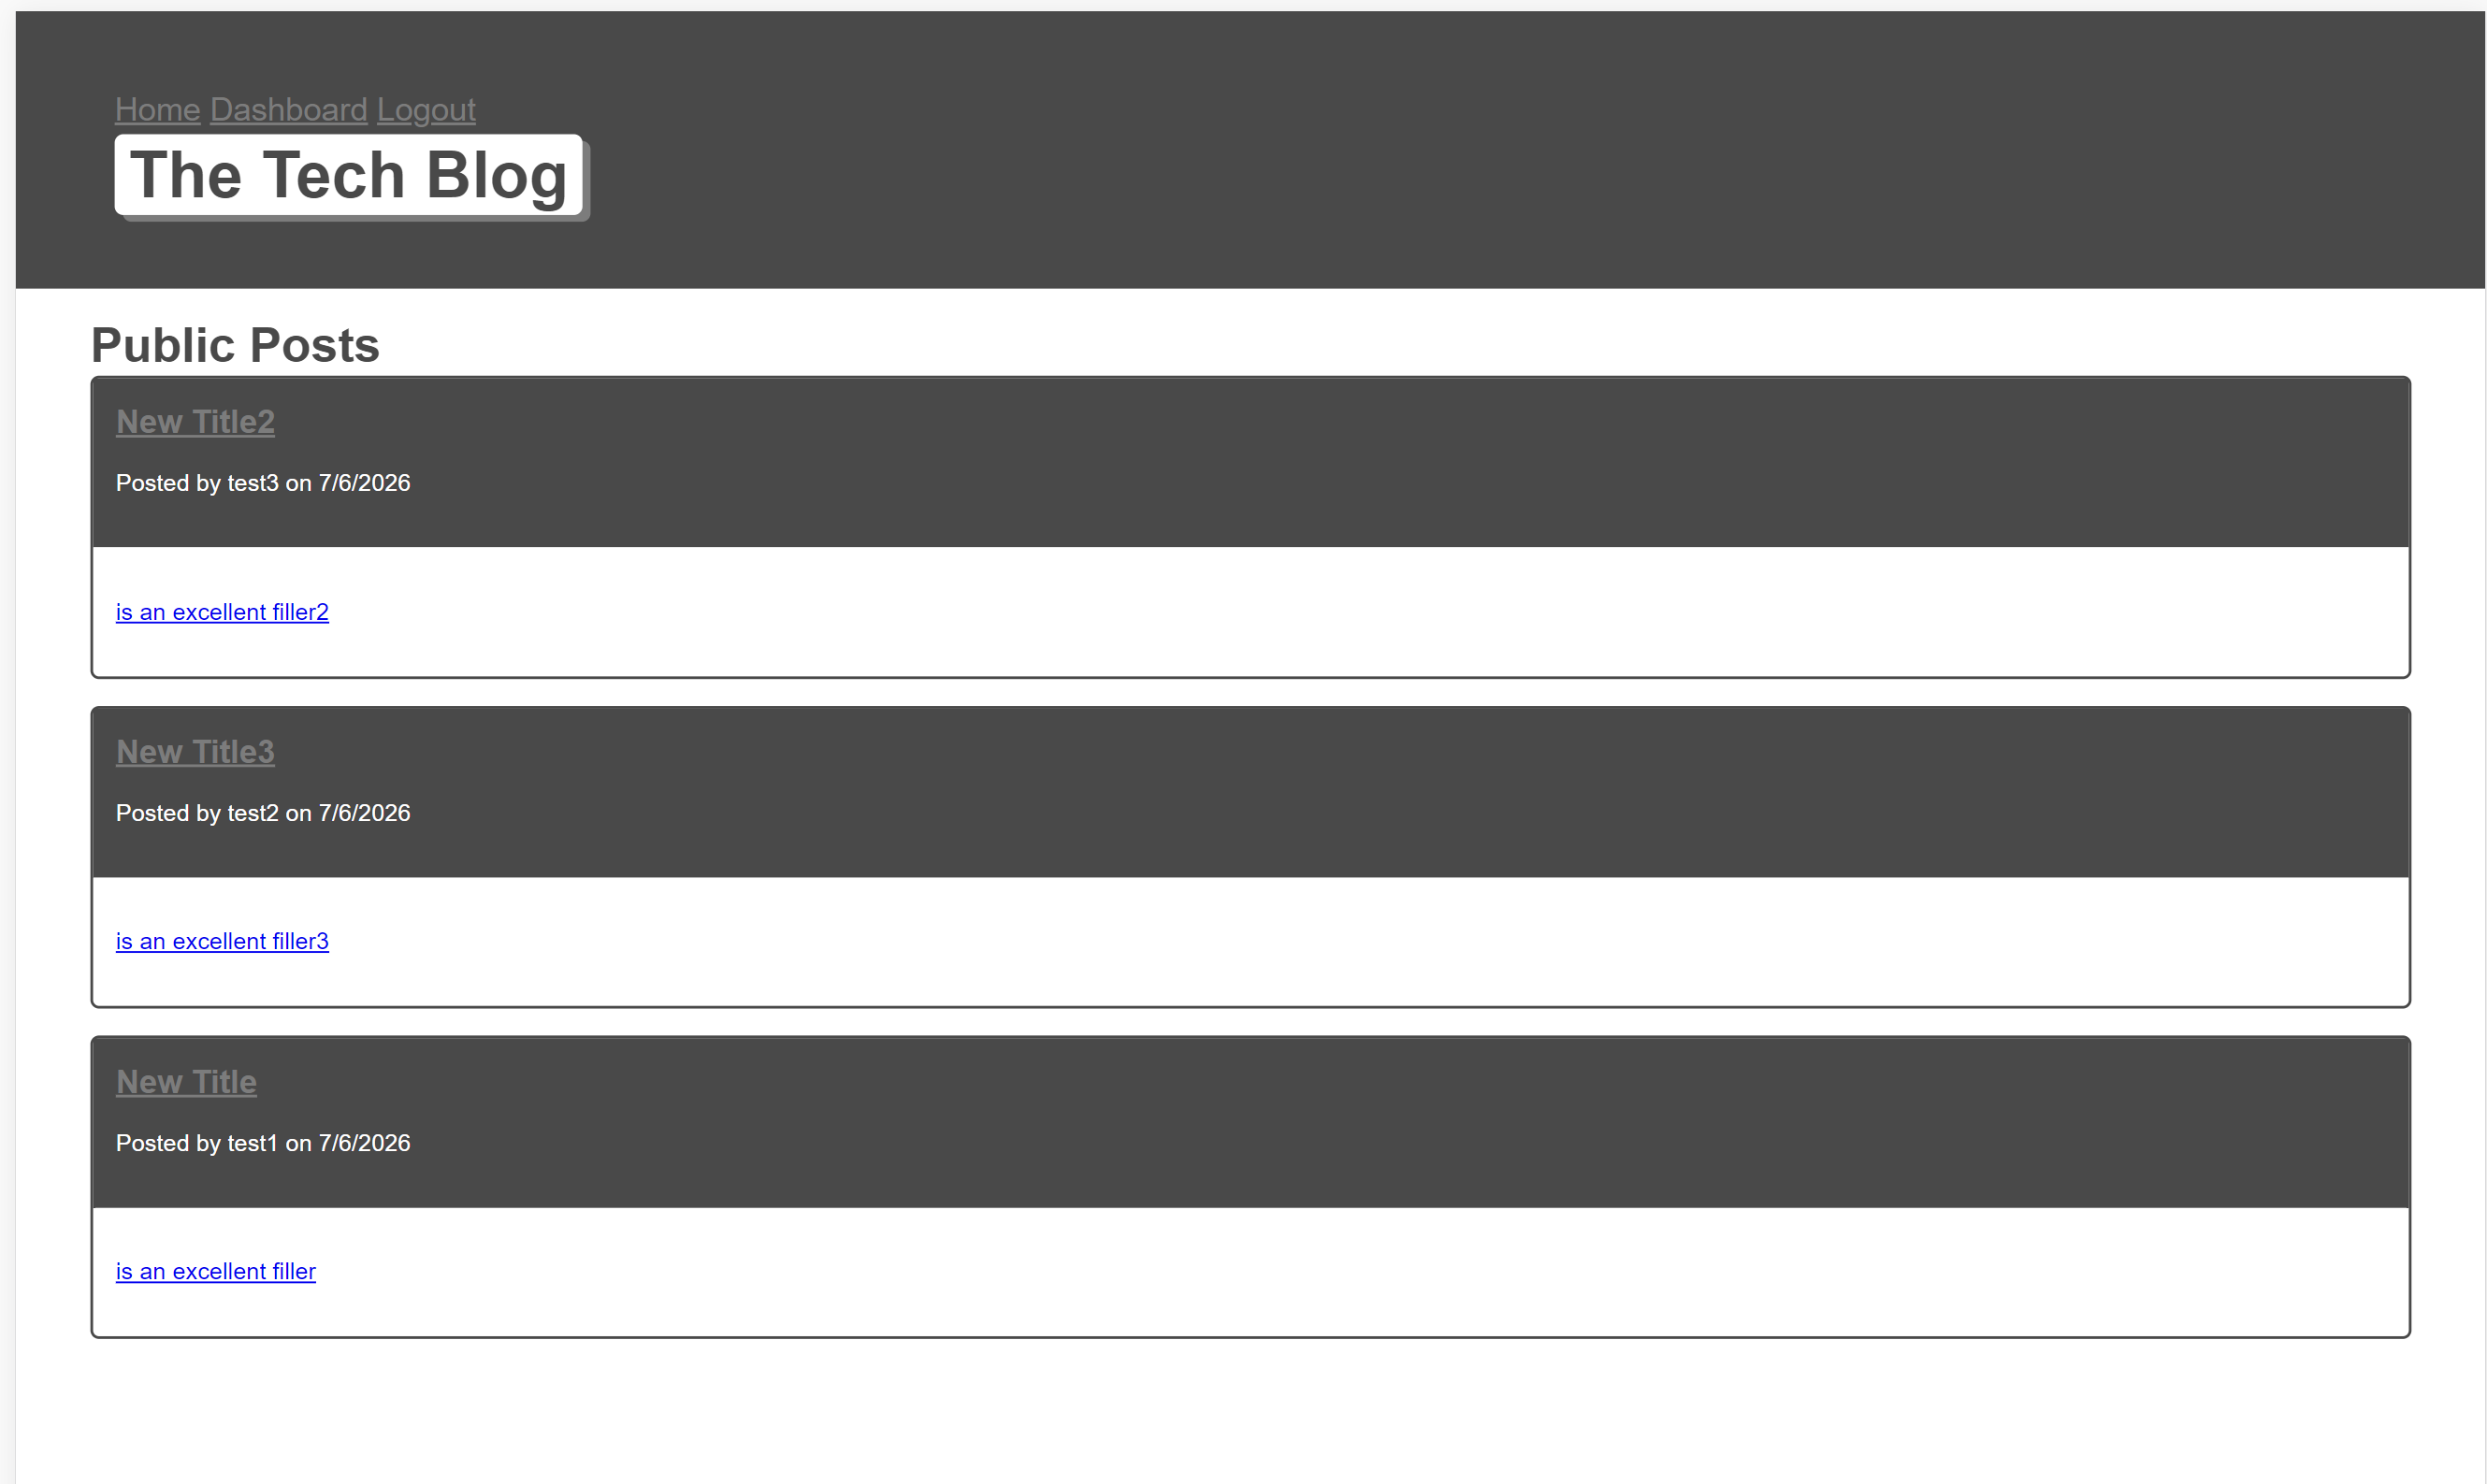 Home Dashboard Logout
The Tech Blog
Public Posts
New Title2
Posted by test3 on 7/6/2026
is an excellent filler2
New Title3
Posted by test2 on 7/6/2026
is an excellent filler3
New Title
Posted by test1 on 7/6/2026
is an excellent filler